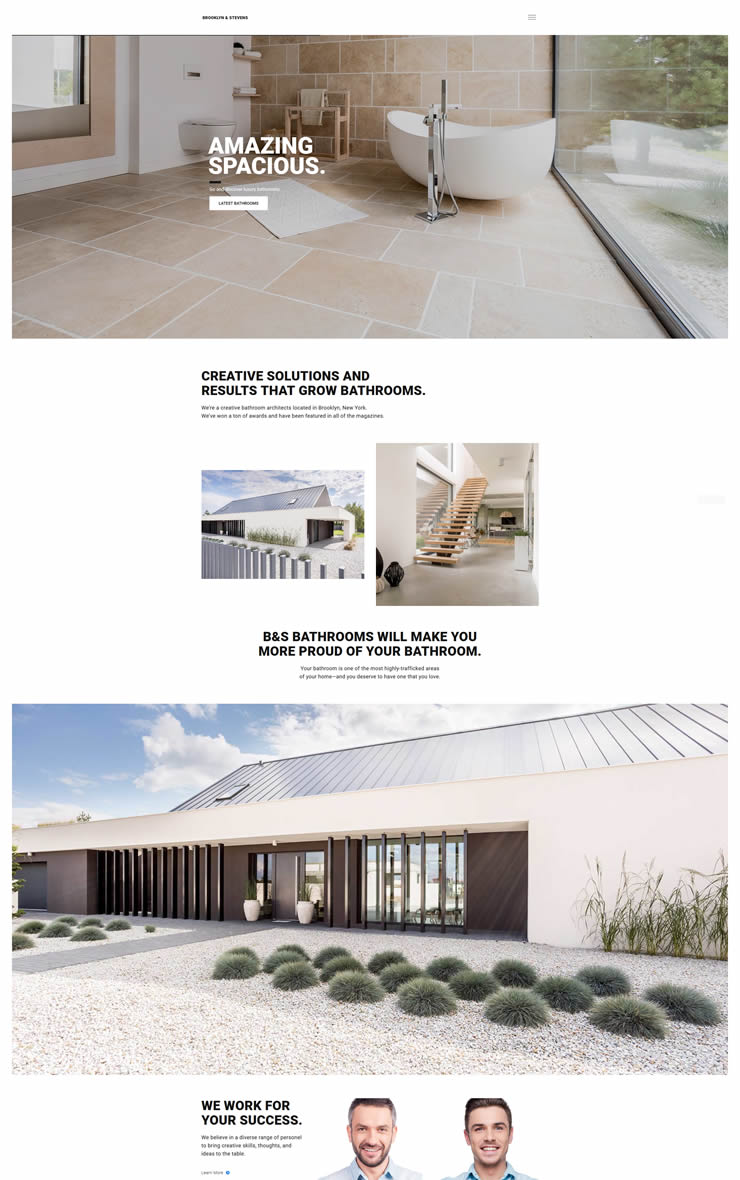 BROOKLYN & STEVENS
AMAZING
SPACIOUS.
Go and discover luxury bathrooms
LATEST BATHROOMS
CREATIVE SOLUTIONS AND
RESULTS THAT GROW BATHROOMS.
We're a creative bathroom architects located in Brooklyn, New York.
We've won a ton of awards and have been featured in all of the magazines.
B&S BATHROOMS WILL MAKE YOU
MORE PROUD OF YOUR BATHROOM.
Your bathroom is one of the most highly-trafficked areas
of your home—and you deserve to have one that you love.
WE WORK FOR
YOUR SUCCESS.
We believe in a diverse range of personel
to bring creative skills, thoughts, and
ideas to the table.
Learn More